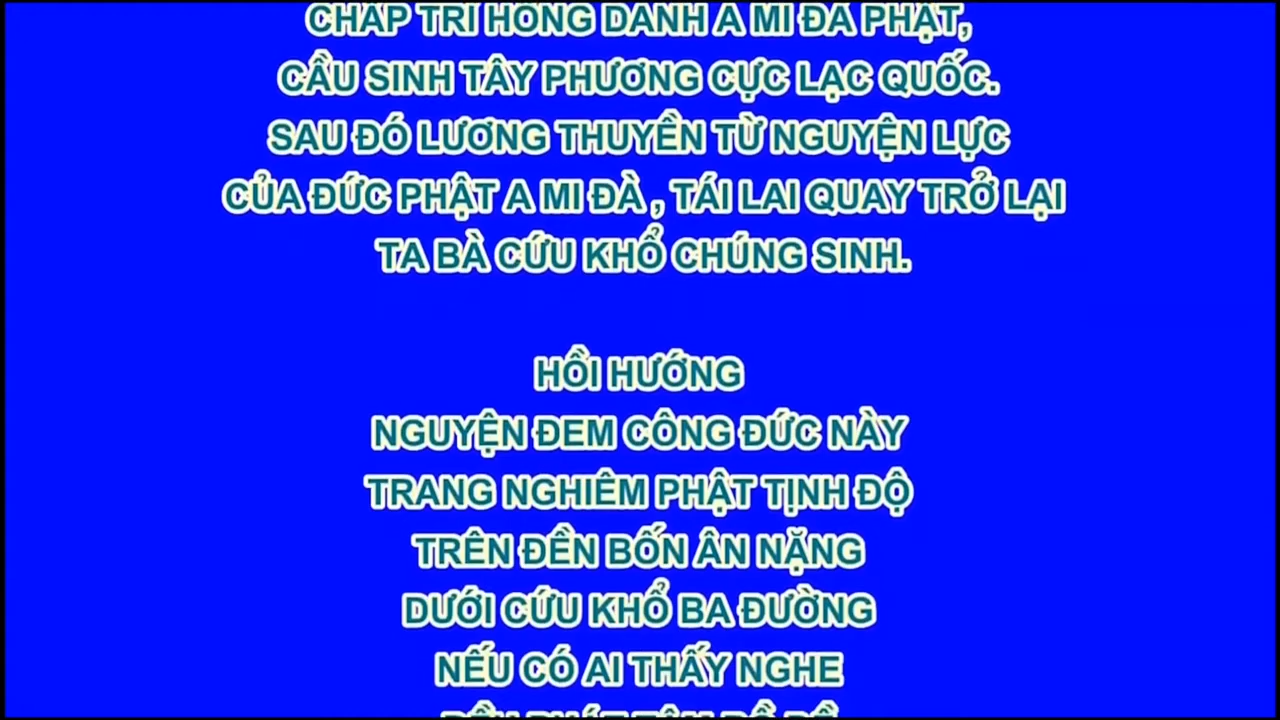 CHẤP TRÌ HỒNG DANH A MI ĐÀ PHẬT,
CẦU SINH TÂY PHƯƠNG CỰC LẠC QUỐC.
SAU ĐÓ LƯƠNG THUYỀN TỪ NGUYỆN LỰC
CỦA ĐỨC PHẬT A MI ĐÀ , TÁI LAI QUAY TRỞ LẠI
TA BÀ CỨU KHỔ CHÚNG SINH.
HỒI HƯỚNG
NGUYỆN ĐEM CÔNG ĐỨC NÀY
TRANG NGHIÊM PHẬT TỊNH ĐỘ
TRÊN ĐỀN BỐN ÂN NẶNG
DƯỚI CỨU KHỔ BA ĐƯỜNG
NẾU CÓ AI THẤY NGHE